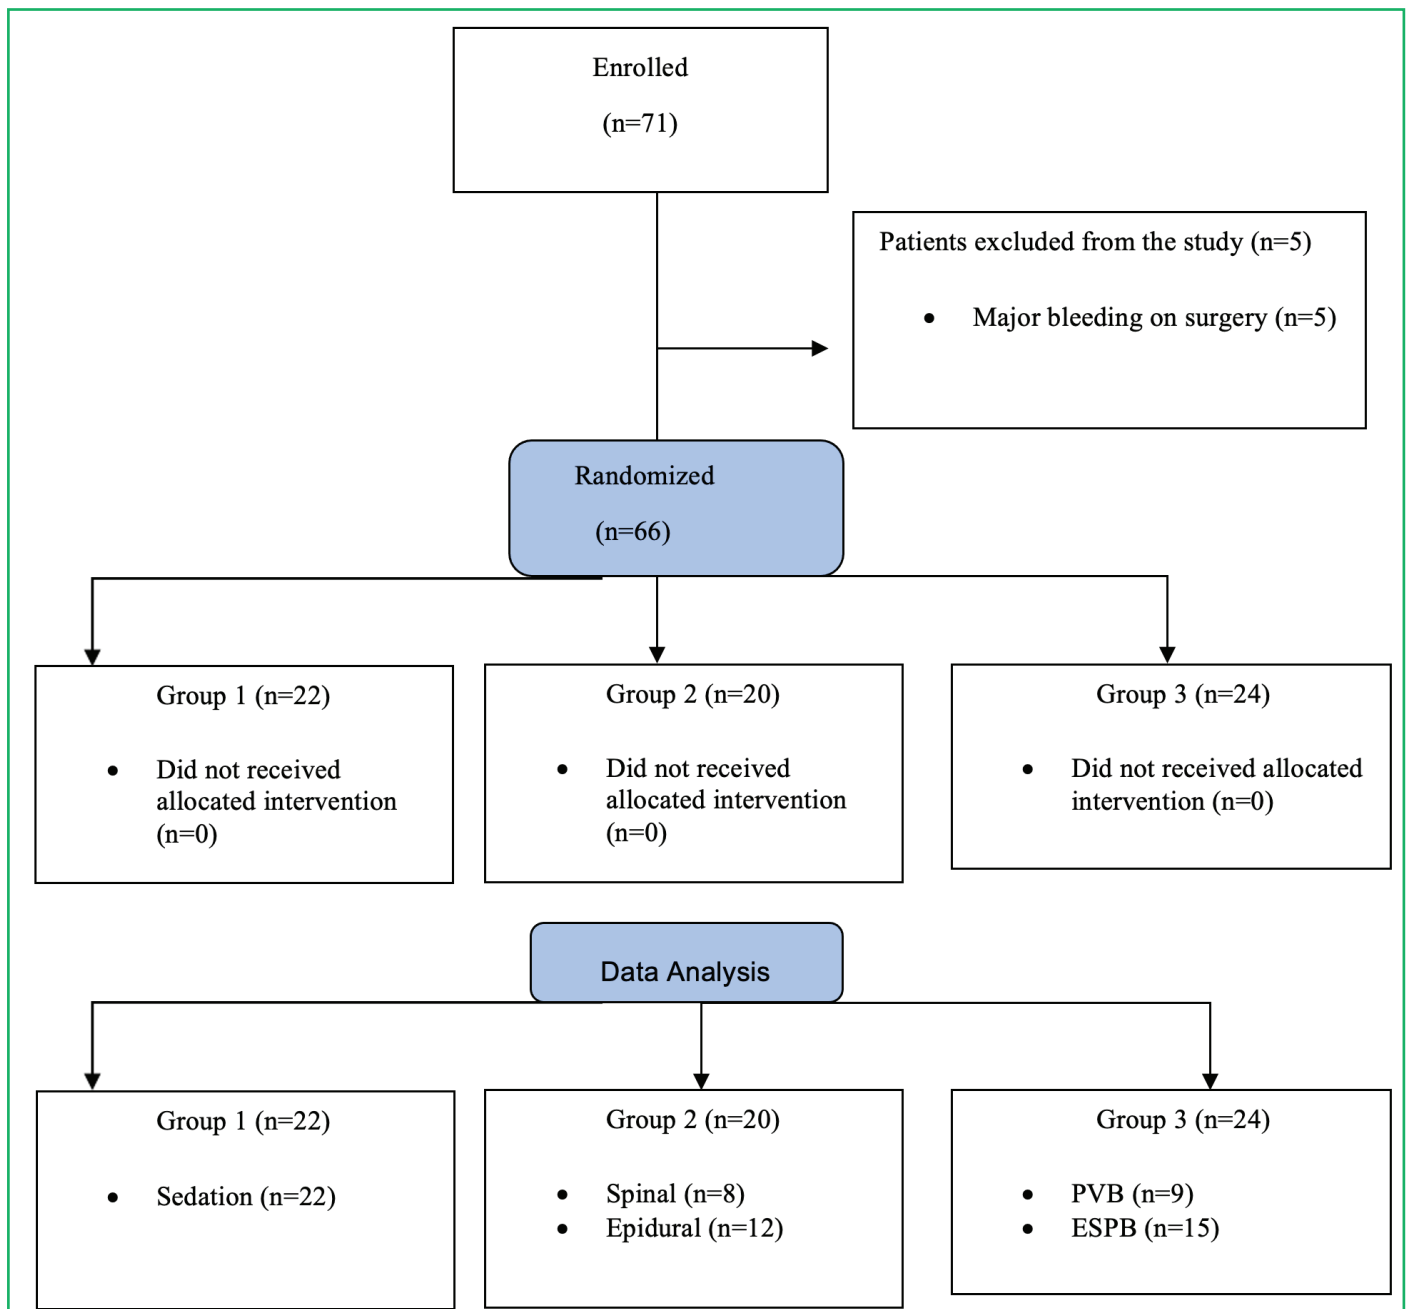 Enrolled
(n=71)
Patients excluded from the study (n=5)
• Major bleeding on surgery (n=5)
Randomized
(n=66)
Group 1 (n=22)
• Did not received
allocated intervention
(n=0)
Group 2 (n=20)
• Did not received
allocated intervention
(n=0)
Group 3 (n=24)
• Did not received allocated
intervention (n=0)
Data Analysis
Group 1 (n=22)
• Sedation (n=22)
Group 2 (n=20)
• Spinal (n=8)
• Epidural (n=12)
Group 3 (n=24)
• PVB (n=9)
• ESPB (n=15)